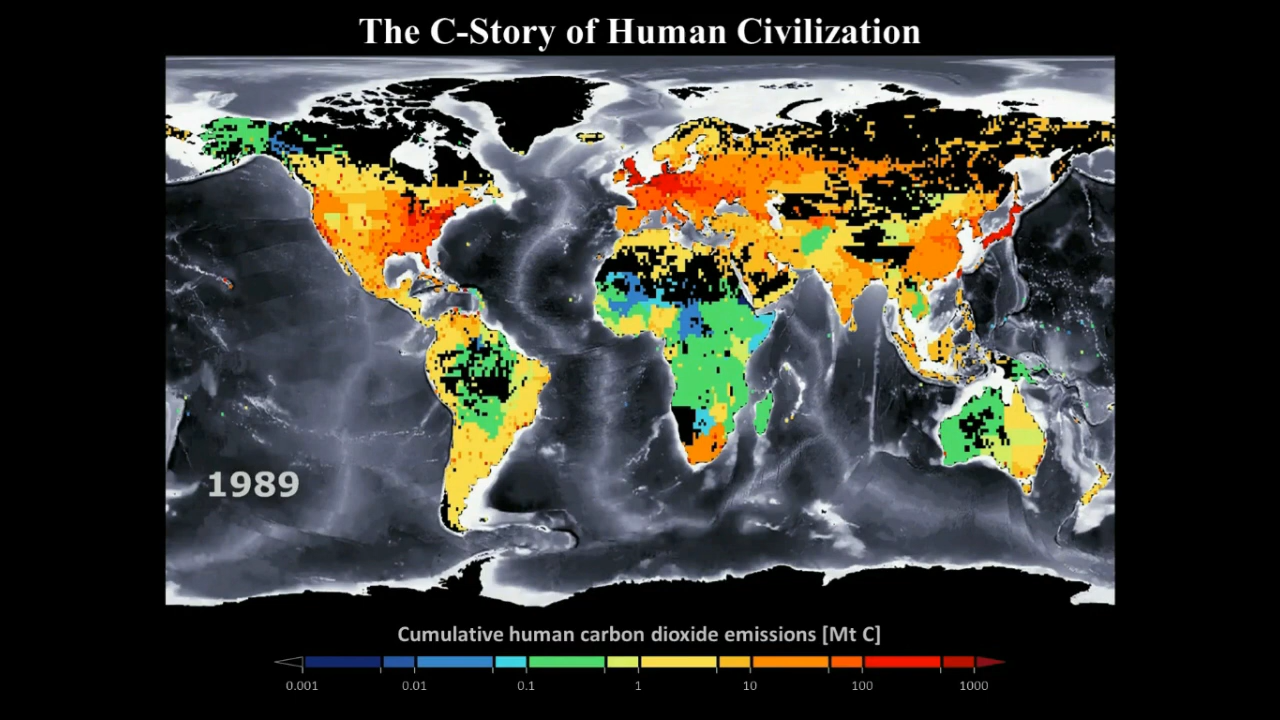 The C-Story of Human Civilization
1989
Cumulative human carbon dioxide emissions [Mt C]
0.001 0.01 0.1 1 10 100 1000